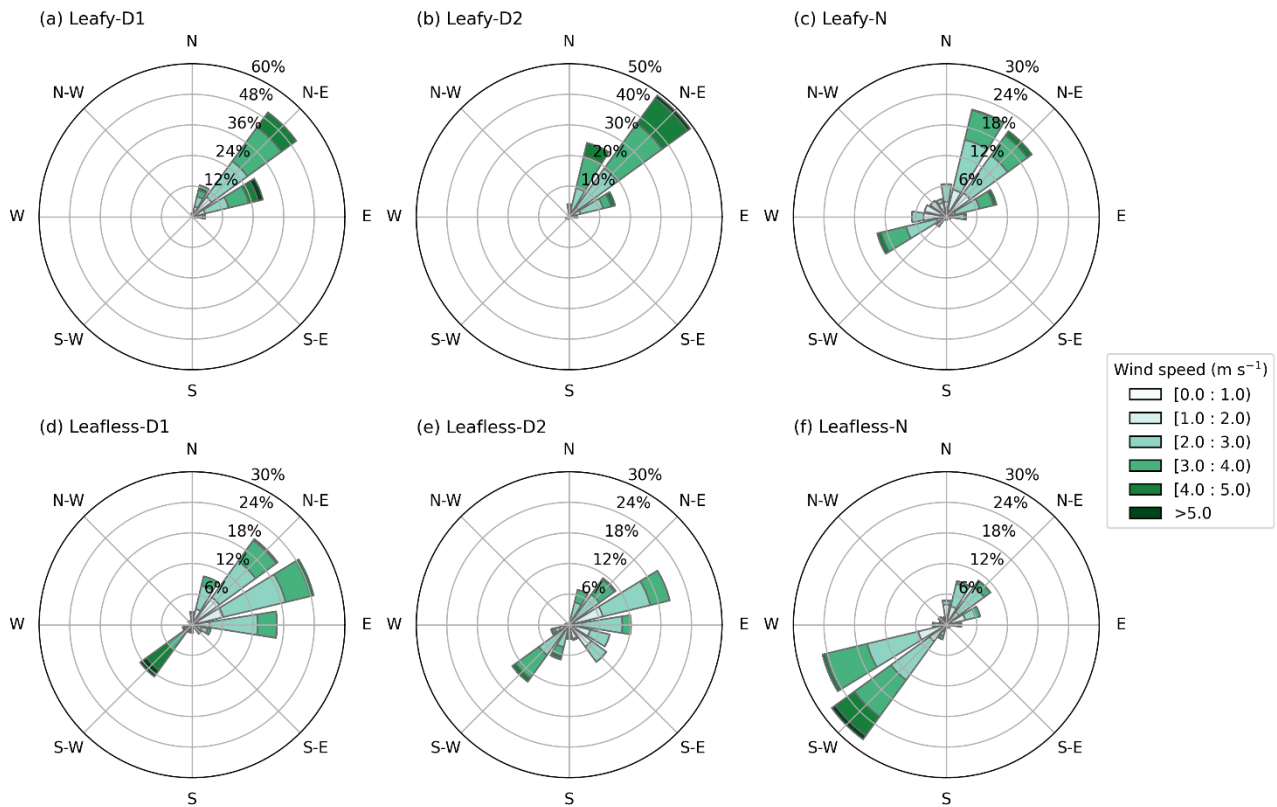 (a) Leafy-D1
N
60%
N-W
48%
N-E
36%
24%
12%
W
E
S-W
S-E
S
(b) Leafy-D2
N
50%
N-W
40%
N-E
30%
20%
10%
W
E
S-W
S-E
S
(c) Leafy-N
N
30%
N-W
24%
N-E
18%
12%
6%
W
E
S-W
S-E
S
Wind speed (m s⁻¹)
[0.0 : 1.0)
[1.0 : 2.0)
[2.0 : 3.0)
[3.0 : 4.0)
[4.0 : 5.0)
>5.0
(d) Leafless-D1
N
30%
N-W
24%
N-E
18%
12%
6%
W
E
S-W
S-E
S
(e) Leafless-D2
N
30%
N-W
24%
N-E
18%
12%
6%
W
E
S-W
S-E
S
(f) Leafless-N
N
30%
N-W
24%
N-E
18%
12%
6%
W
E
S-W
S-E
S